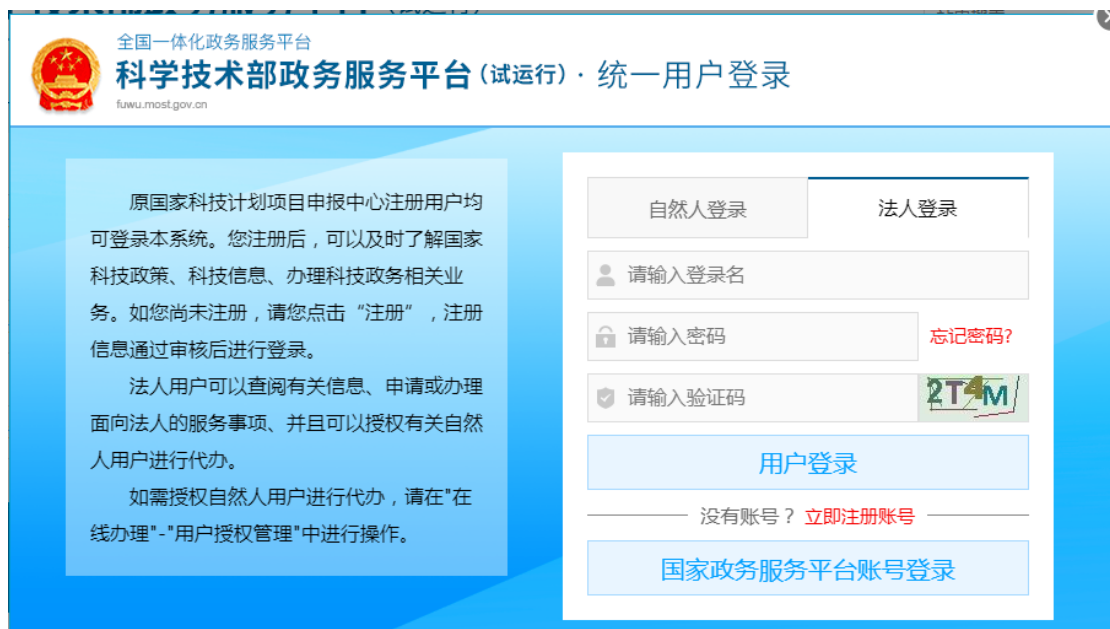 全国一体化政务服务平台
科学技术部政务服务平台(试运行)·统一用户登录
fuwu.most.gov.cn
原国家科技计划项目申报中心注册用户均
可登录本系统。您注册后，可以及时了解国家
科技政策、科技信息、办理科技政务相关业
务。如您尚未注册，请您点击“注册”，注册
信息通过审核后进行登录。
法人用户可以查阅有关信息、申请或办理
面向法人的服务事项、并且可以授权有关自然
人用户进行代办。
如需授权自然人用户进行代办，请在"在
线办理"-"用户授权管理"中进行操作。
自然人登录
法人登录
请输入登录名
请输入密码
忘记密码?
请输入验证码
2T4M
用户登录
没有账号？立即注册账号
国家政务服务平台账号登录